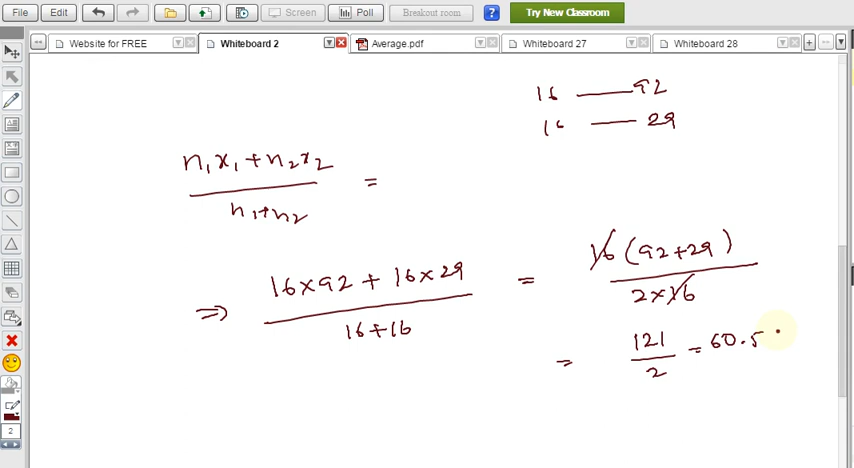 File Edit Screen Poll Breakout room ? Try New Classroom
Website for FREE Whiteboard 2 Average.pdf Whiteboard 27 Whiteboard 28
16 — 92
16 — 29
n₁x₁+n₂x₂
=
n₁+n₂
16(92+29)
16×92 + 16×29 =
2×16
⇒
16+16
121
= = 60.5
2
2